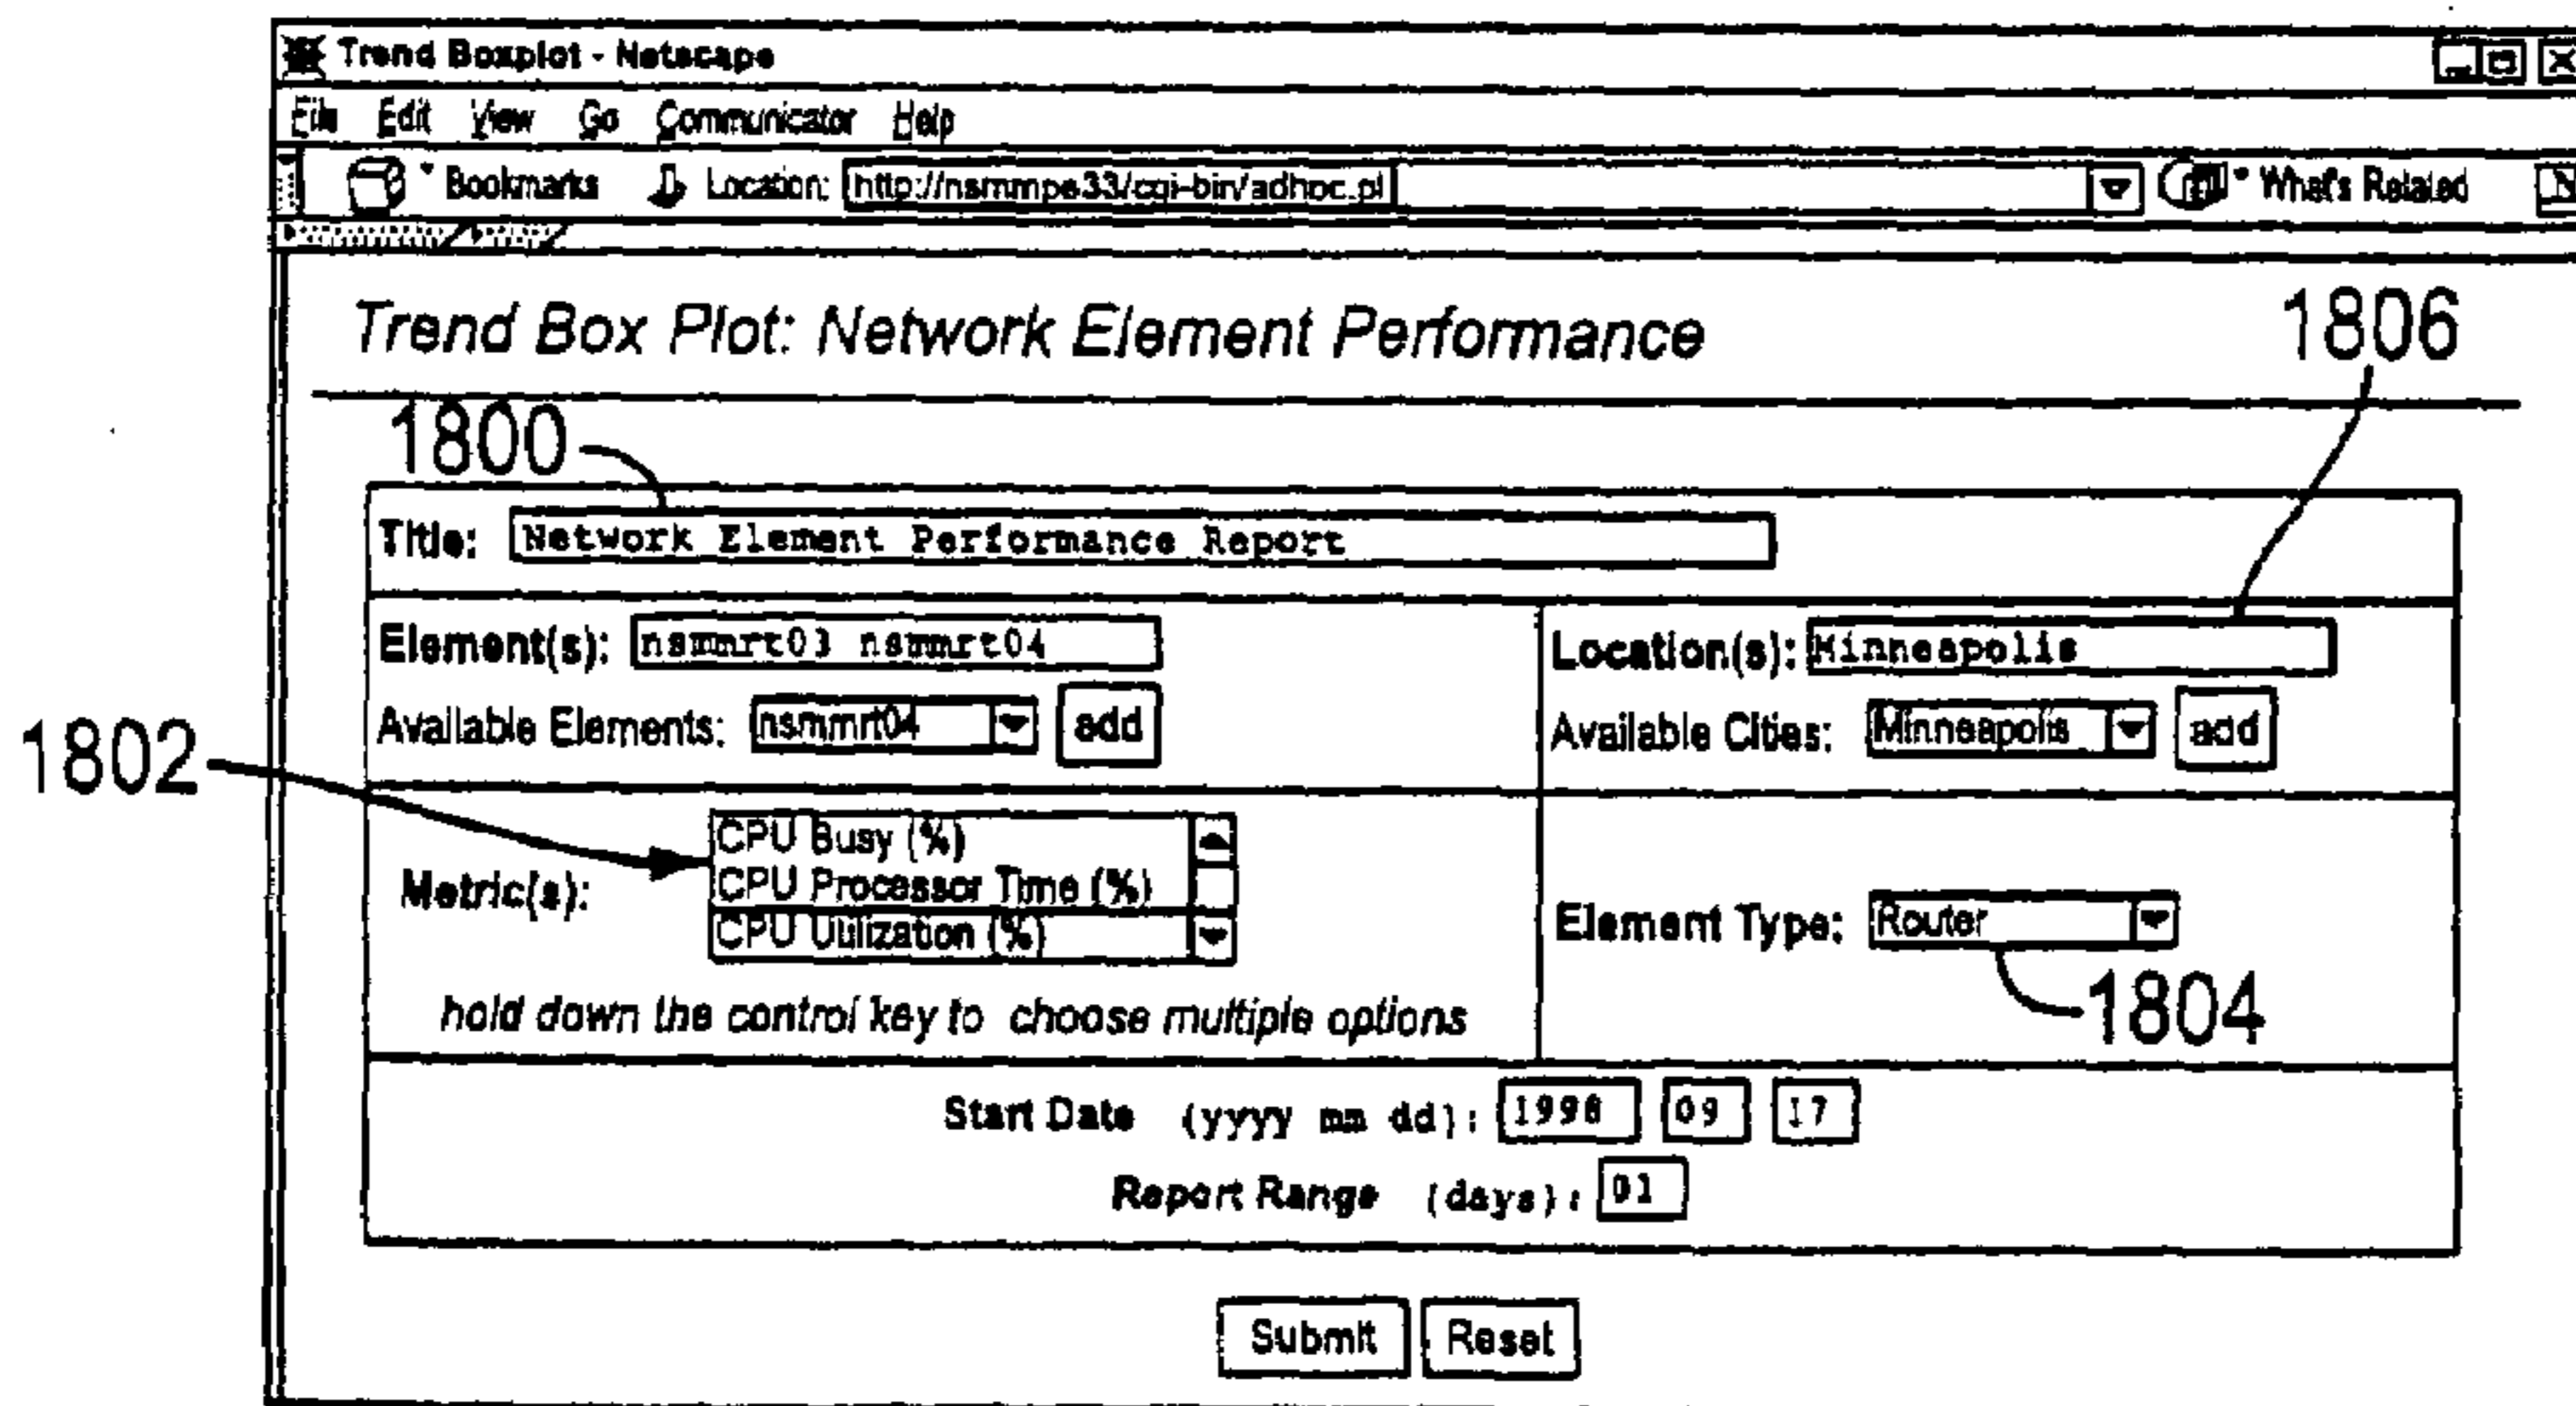 Trend Boxplot - Netscape
File Edit View Go Communicator Help
Bookmarks Location: http://nsmmpe33/cgi-bin/adhoc.pl What's Related
Trend Box Plot: Network Element Performance
1806
1800
Title: Network Element Performance Report
Element(s): nsmmrt03 nsmmrt04
Location(s): Minneapolis
Available Elements: nsmmrt04 add
Available Cities: Minneapolis add
1802
Metric(s):
CPU Busy (%)
CPU Processor Time (%)
CPU Utilization (%)
Element Type: Router
1804
hold down the control key to choose multiple options
Start Date (yyyy mm dd): 1998 09 17
Report Range (days): 01
Submit Reset